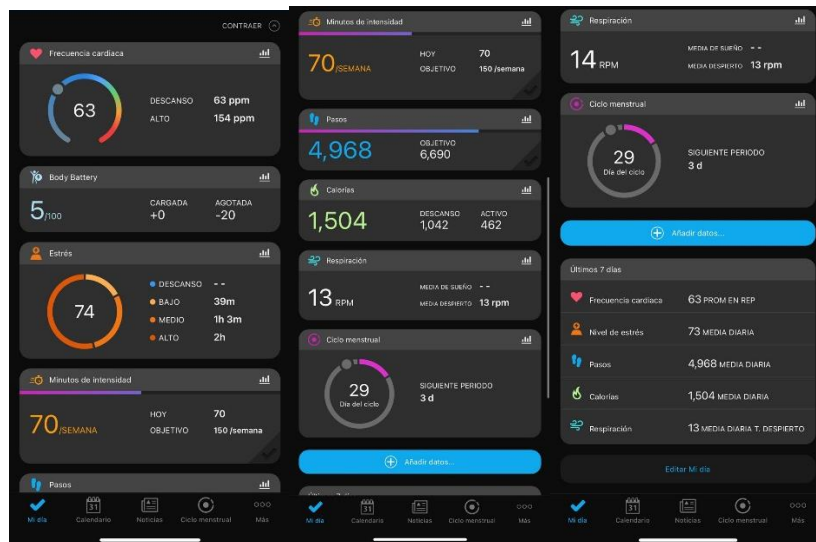 CONTRAER
Frecuencia cardiaca
63
DESCANSO 63 ppm
ALTO 154 ppm
Body Battery
5/100
CARGADA AGOTADA
+0 -20
Estrés
74
DESCANSO --
BAJO 39m
MEDIO 1h 3m
ALTO 2h
Minutos de intensidad
70/SEMANA
HOY 70
OBJETIVO 150 /semana
Pasos
Mi día Calendario Noticias Ciclo menstrual Más
31
Minutos de intensidad
70/SEMANA
HOY 70
OBJETIVO 150 /semana
Pasos
4,968
OBJETIVO
6,690
Calorías
1,504
DESCANSO ACTIVO
1,042 462
Respiración
13 RPM
MEDIA DE SUEÑO --
MEDIA DESPIERTO 13 rpm
Ciclo menstrual
29
Día del ciclo
SIGUIENTE PERIODO
3 d
Añadir datos...
31
Mi día Calendario Noticias Ciclo menstrual Más
Respiración
14 RPM
MEDIA DE SUEÑO --
MEDIA DESPIERTO 13 rpm
Ciclo menstrual
29
Día del ciclo
SIGUIENTE PERIODO
3 d
Añadir datos...
Últimos 7 días
Frecuencia cardiaca 63 PROM EN REP
Nivel de estrés 73 MEDIA DIARIA
Pasos 4,968 MEDIA DIARIA
Calorías 1,504 MEDIA DIARIA
Respiración 13 MEDIA DIARIA T. DESPIERTO
Editar Mi día
31
Mi día Calendario Noticias Ciclo menstrual Más